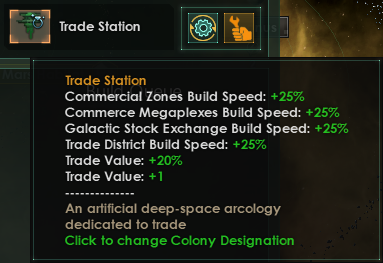 Trade Station
Trade Station
Commercial Zones Build Speed: +25%
Commerce Megaplexes Build Speed: +25%
Galactic Stock Exchange Build Speed: +25%
Trade District Build Speed: +25%
Trade Value: +20%
Trade Value: +1
--------------
An artificial deep-space arcology
dedicated to trade
Click to change Colony Designation